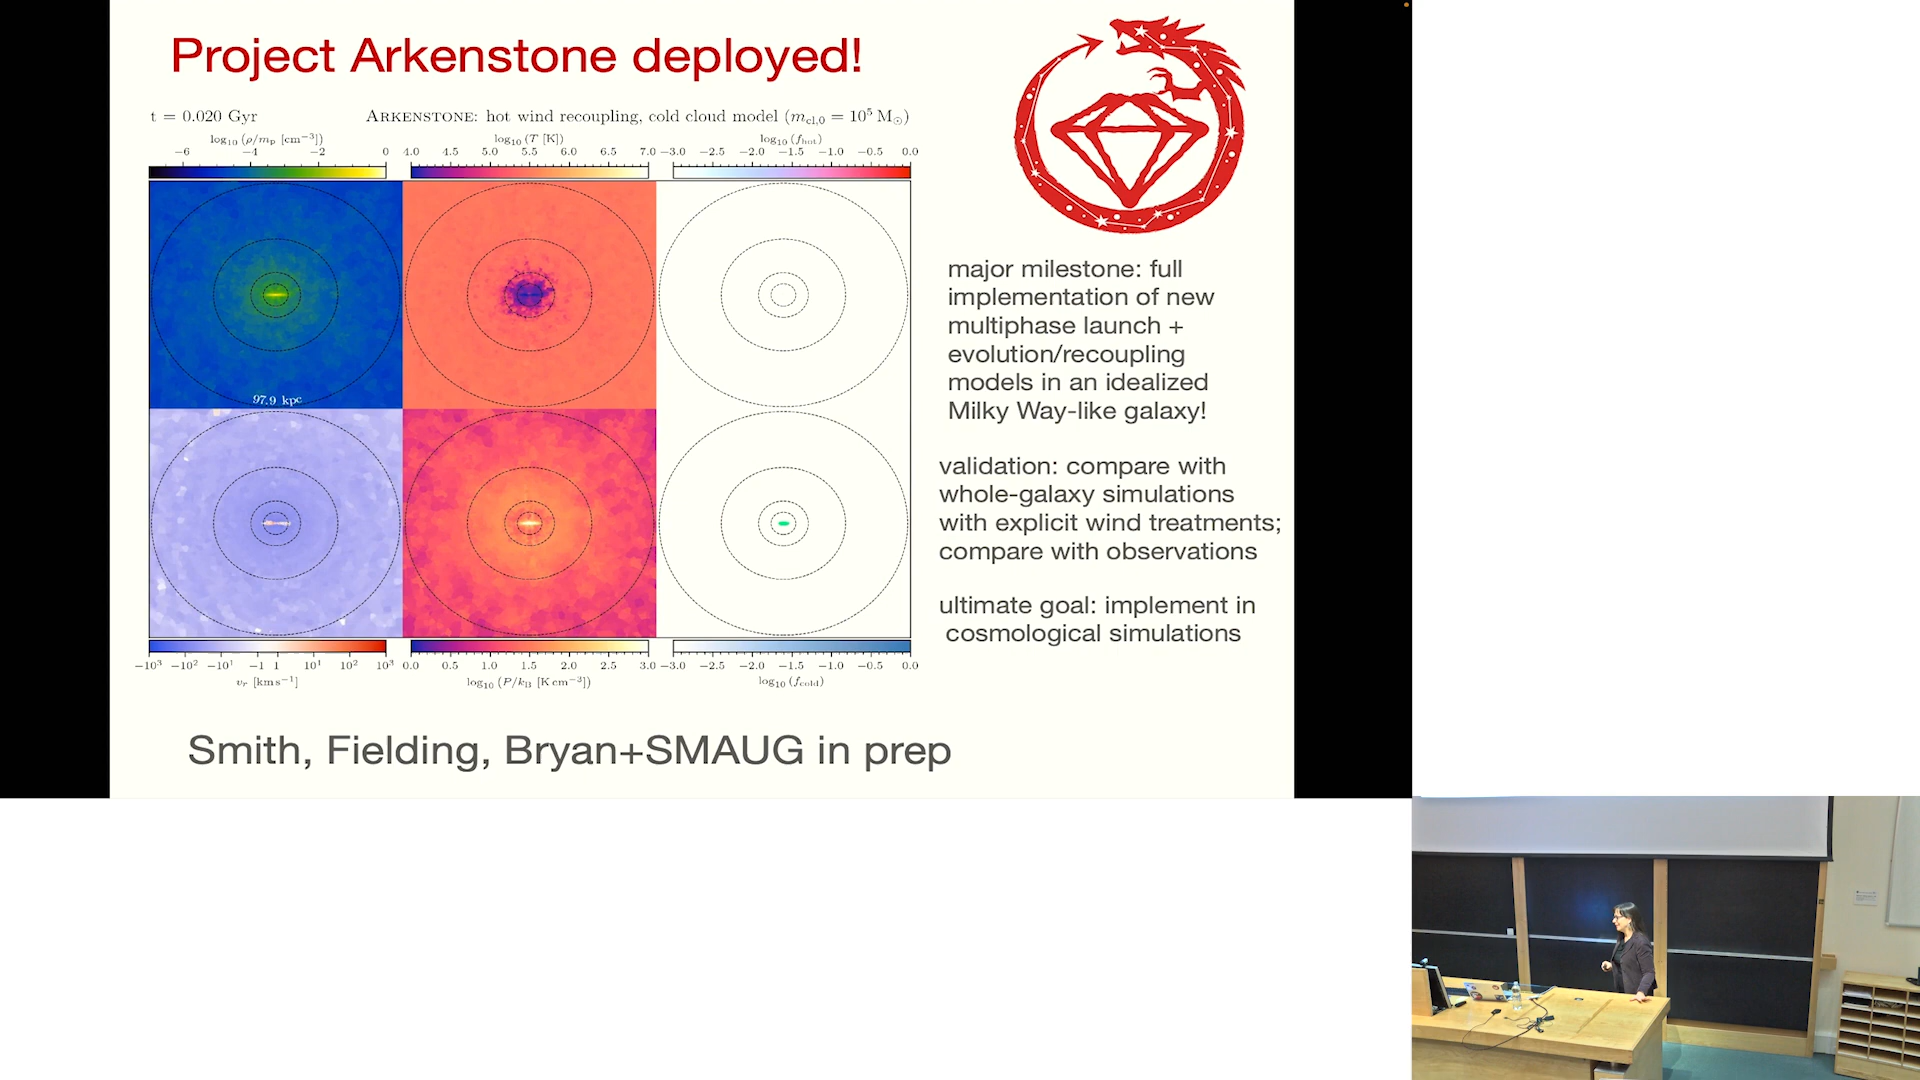 Project Arkenstone deployed!
t = 0.020 Gyr
ARKENSTONE: hot wind recoupling, cold cloud model (m_cl,0 = 10⁵ M⊙)
log₁₀ (ρ/m_p [cm⁻³])
log₁₀ (T [K])
log₁₀ (f_hot)
−6 −4 −2 0
4.0 4.5 5.0 5.5 6.0 6.5 7.0
−3.0 −2.5 −2.0 −1.5 −1.0 −0.5 0.0
97.9 kpc
−10³ −10² −10¹ −1 1 10¹ 10² 10³
0.0 0.5 1.0 1.5 2.0 2.5 3.0
−3.0 −2.5 −2.0 −1.5 −1.0 −0.5 0.0
v_r [km s⁻¹]
log₁₀ (P/k_B [K cm⁻³])
log₁₀ (f_cold)
major milestone: full
implementation of new
multiphase launch +
evolution/recoupling
models in an idealized
Milky Way-like galaxy!
validation: compare with
whole-galaxy simulations
with explicit wind treatments;
compare with observations
ultimate goal: implement in
cosmological simulations
Smith, Fielding, Bryan+SMAUG in prep